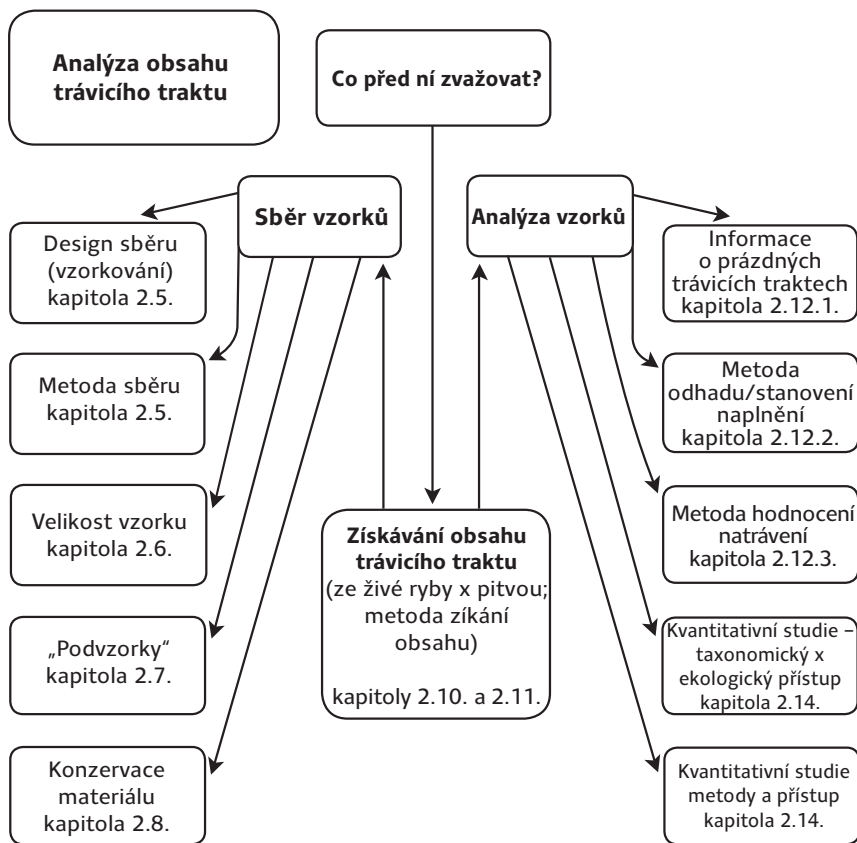 Analýza obsahu
trávicího traktu
Co před ní zvažovat?
Sběr vzorků
Analýza vzorků
Design sběru
(vzorkování)
kapitola 2.5.
Metoda sběru
kapitola 2.5.
Velikost vzorku
kapitola 2.6.
„Podvzorky“
kapitola 2.7.
Konzervace
materiálu
kapitola 2.8.
Získávání obsahu
trávicího traktu
(ze živé ryby x pitvou;
metoda zíkání
obsahu)
kapitoly 2.10. a 2.11.
Informace
o prázdných
trávicích traktech
kapitola 2.12.1.
Metoda
odhadu/stanovení
naplnění
kapitola 2.12.2.
Metoda hodnocení
natrávení
kapitola 2.12.3.
Kvantitativní studie –
taxonomický x
ekologický přístup
kapitola 2.14.
Kvantitativní studie
metody a přístup
kapitola 2.14.